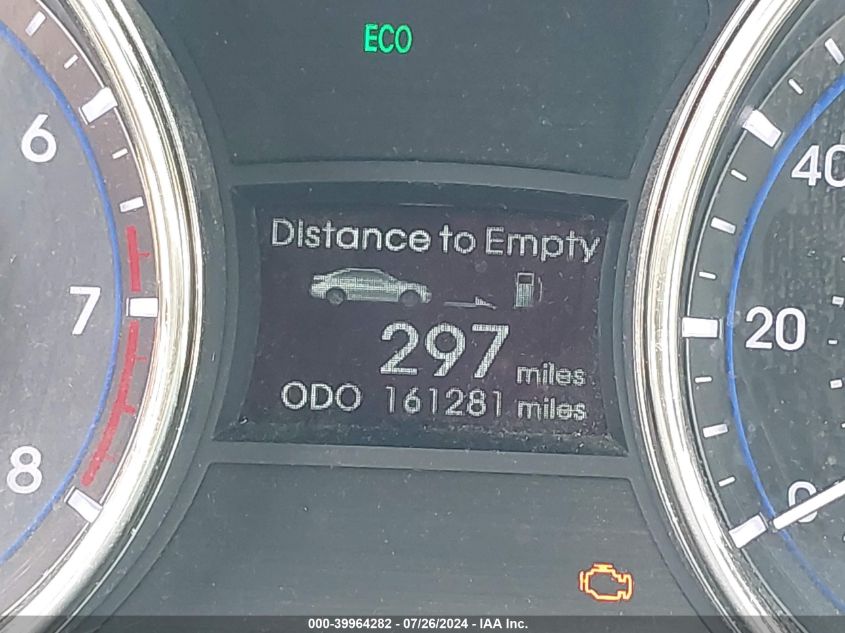 ECO
6
7
8
40
20
0
Distance to Empty
297 miles
ODO 161281 miles
000-39964282 - 07/26/2024 - IAA Inc.